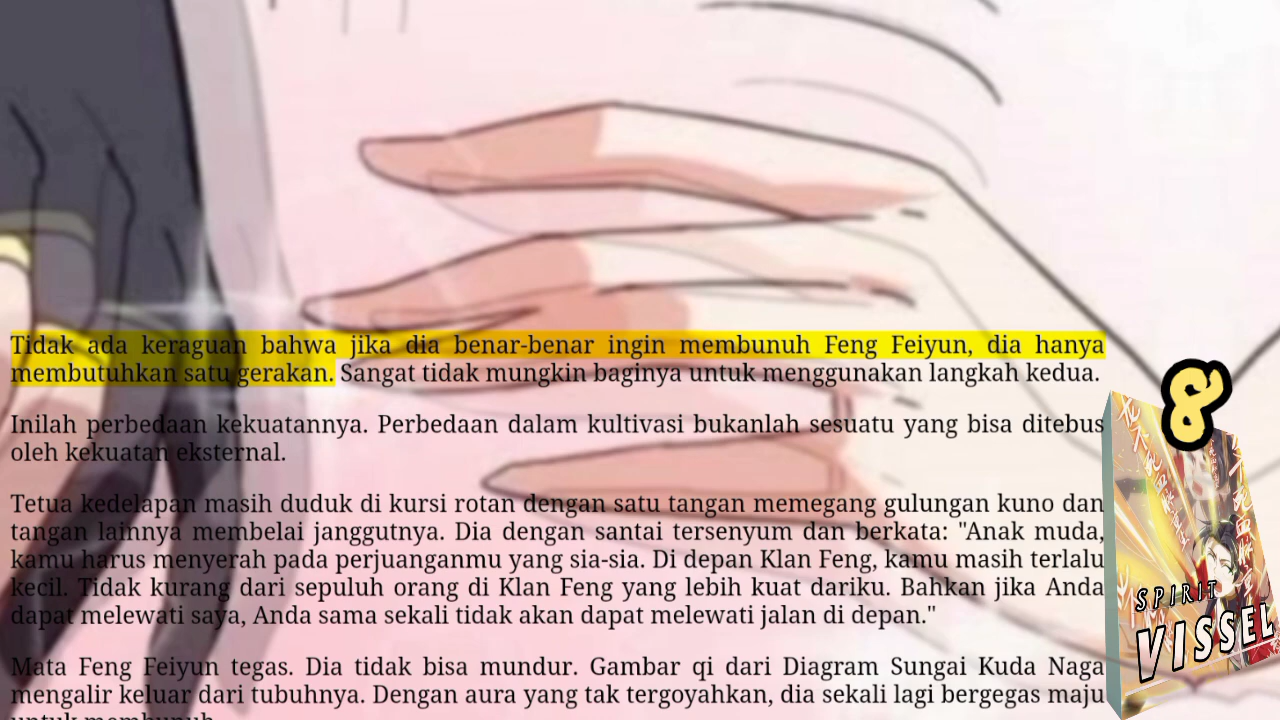 Tidak ada keraguan bahwa jika dia benar-benar ingin membunuh Feng Feiyun, dia hanya
membutuhkan satu gerakan. Sangat tidak mungkin baginya untuk menggunakan langkah kedua.
Inilah perbedaan kekuatannya. Perbedaan dalam kultivasi bukanlah sesuatu yang bisa ditebus
oleh kekuatan eksternal.
Tetua kedelapan masih duduk di kursi rotan dengan satu tangan memegang gulungan kuno dan
tangan lainnya membelai janggutnya. Dia dengan santai tersenyum dan berkata: "Anak muda,
kamu harus menyerah pada perjuanganmu yang sia-sia. Di depan Klan Feng, kamu masih terlalu
kecil. Tidak kurang dari sepuluh orang di Klan Feng yang lebih kuat dariku. Bahkan jika Anda
dapat melewati saya, Anda sama sekali tidak akan dapat melewati jalan di depan."
Mata Feng Feiyun tegas. Dia tidak bisa mundur. Gambar qi dari Diagram Sungai Kuda Naga
mengalir keluar dari tubuhnya. Dengan aura yang tak tergoyahkan, dia sekali lagi bergegas maju
untuk membunuh.
8
SPIRIT
VISSEL